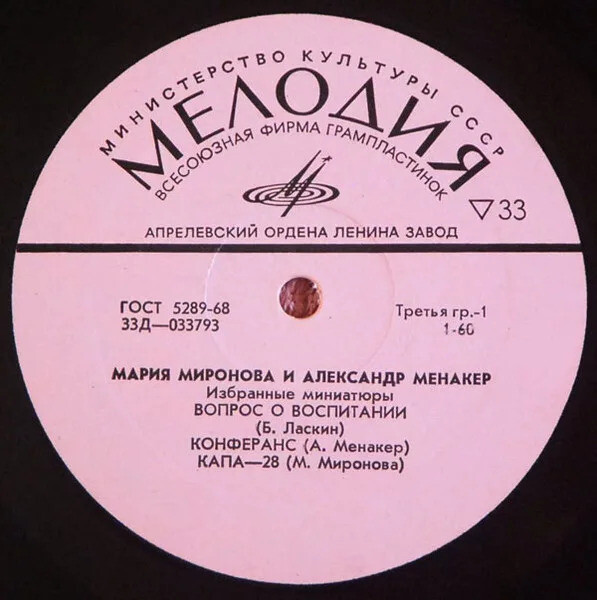 МИНИСТЕРСТВО КУЛЬТУРЫ СССР
МЕЛОДИЯ
ВСЕСОЮЗНАЯ ФИРМА ГРАМПЛАСТИНОК
33
АПРЕЛЕВСКИЙ ОРДЕНА ЛЕНИНА ЗАВОД
ГОСТ 5289-68
33Д—033793
Третья гр.-1
1-60
МАРИЯ МИРОНОВА И АЛЕКСАНДР МЕНАКЕР
Избранные миниатюры
ВОПРОС О ВОСПИТАНИИ
(Б. Ласкин)
КОНФЕРАНС (А. Менакер)
КАПА—28 (М. Миронова)